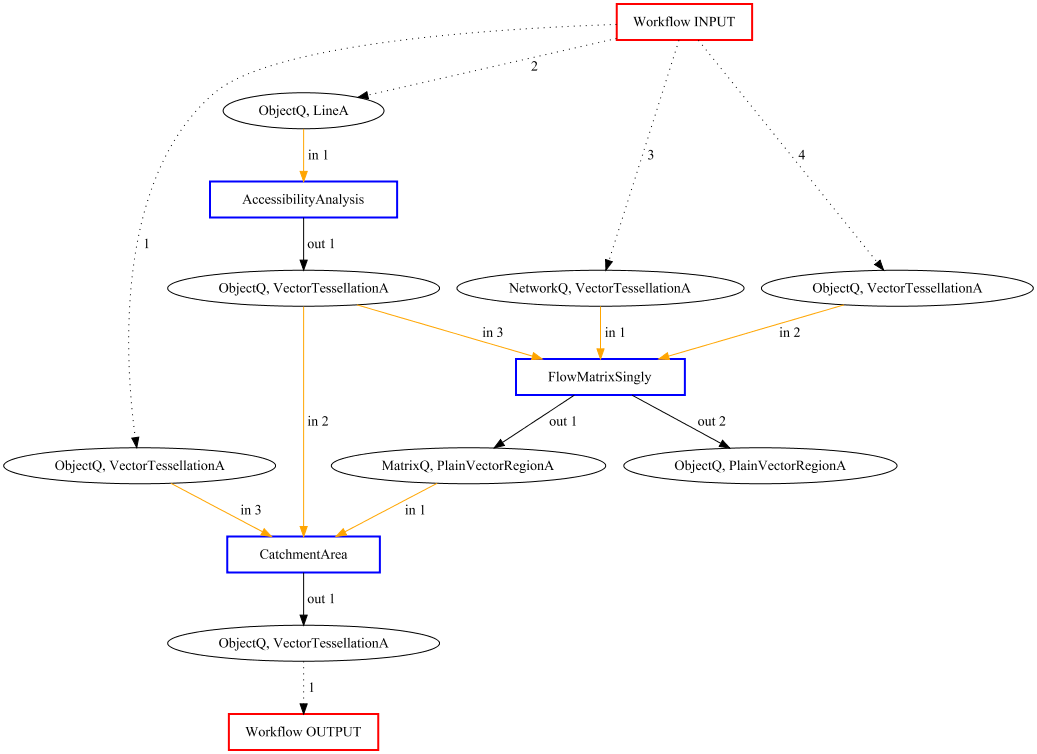 Workflow INPUT
2
ObjectQ, LineA
in 1
3
4
AccessibilityAnalysis
1
out 1
ObjectQ, VectorTessellationA
NetworkQ, VectorTessellationA
ObjectQ, VectorTessellationA
in 3
in 1
in 2
FlowMatrixSingly
in 2
out 1
out 2
ObjectQ, VectorTessellationA
MatrixQ, PlainVectorRegionA
ObjectQ, PlainVectorRegionA
in 3
in 1
CatchmentArea
out 1
ObjectQ, VectorTessellationA
1
Workflow OUTPUT